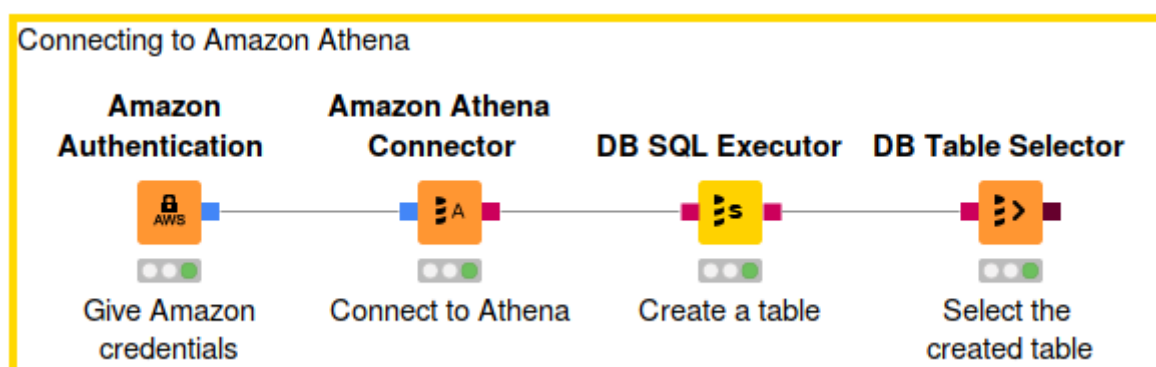 Connecting to Amazon Athena
Amazon
Authentication
Amazon Athena
Connector
DB SQL Executor
DB Table Selector
AWS
A
s
Give Amazon
credentials
Connect to Athena
Create a table
Select the
created table